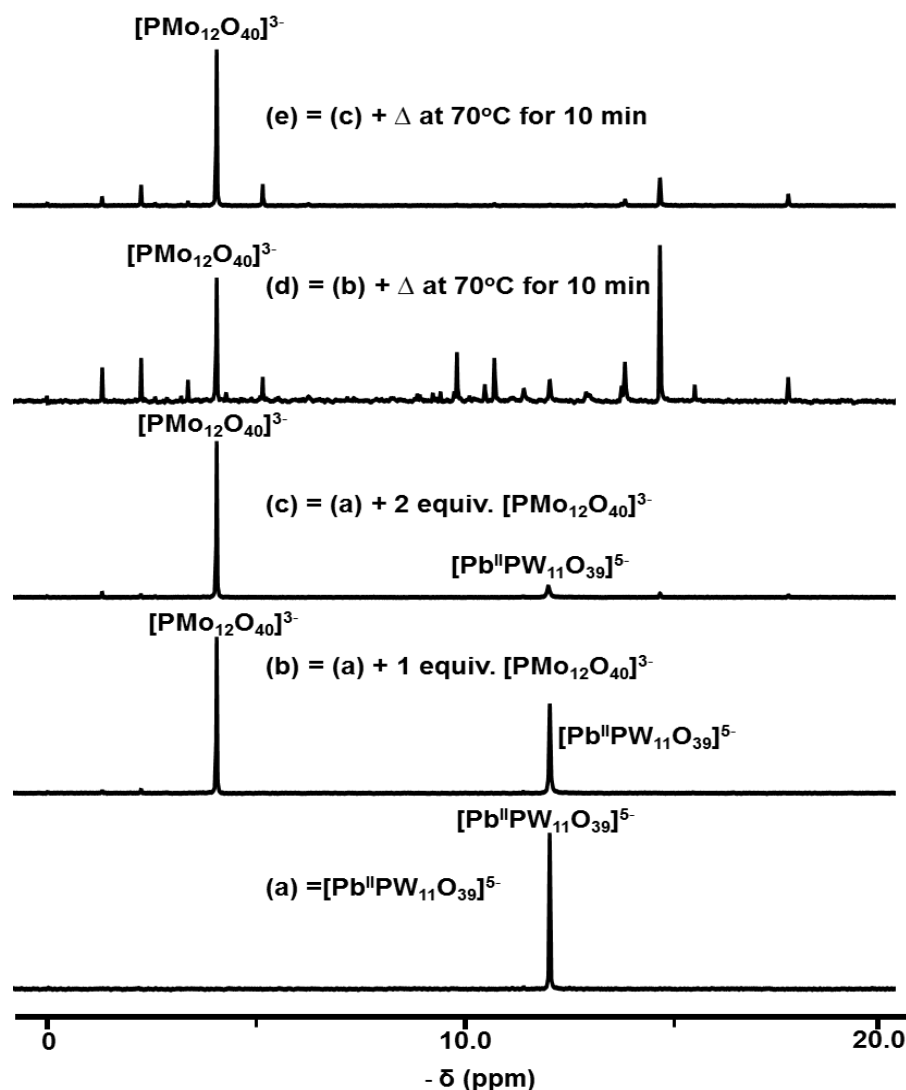 [PMo₁₂O₄₀]³⁻
(e) = (c) + Δ at 70°C for 10 min
[PMo₁₂O₄₀]³⁻
(d) = (b) + Δ at 70°C for 10 min
[PMo₁₂O₄₀]³⁻
(c) = (a) + 2 equiv. [PMo₁₂O₄₀]³⁻
[PbᴵᴵPW₁₁O₃₉]⁵⁻
[PMo₁₂O₄₀]³⁻
(b) = (a) + 1 equiv. [PMo₁₂O₄₀]³⁻
[PbᴵᴵPW₁₁O₃₉]⁵⁻
[PbᴵᴵPW₁₁O₃₉]⁵⁻
(a) =[PbᴵᴵPW₁₁O₃₉]⁵⁻
0 10.0 20.0
- δ (ppm)